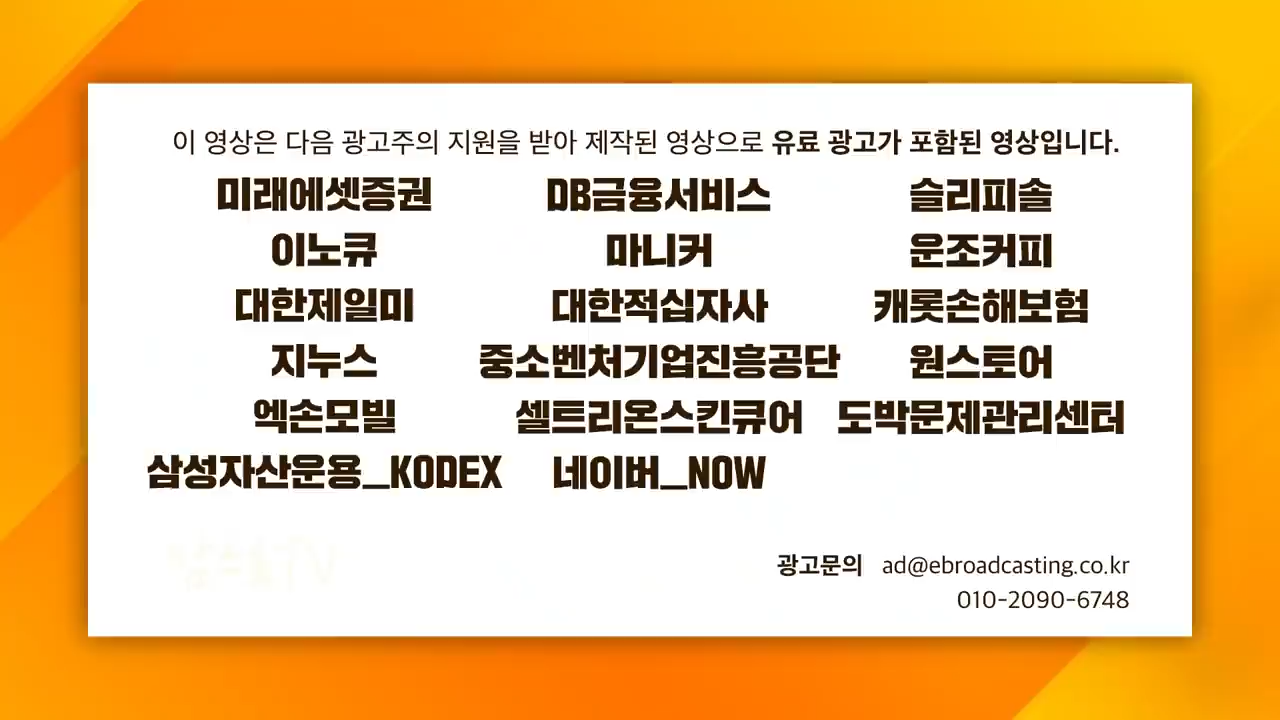 이 영상은 다음 광고주의 지원을 받아 제작된 영상으로 유료 광고가 포함된 영상입니다.
미래에셋증권 DB금융서비스 슬리피솔
이노큐 마니커 운조커피
대한제일미 대한적십자사 캐롯손해보험
지누스 중소벤처기업진흥공단 원스토어
엑손모빌 셀트리온스킨큐어 도박문제관리센터
삼성자산운용_KODEX 네이버_NOW
광고문의 ad@ebroadcasting.co.kr
010-2090-6748